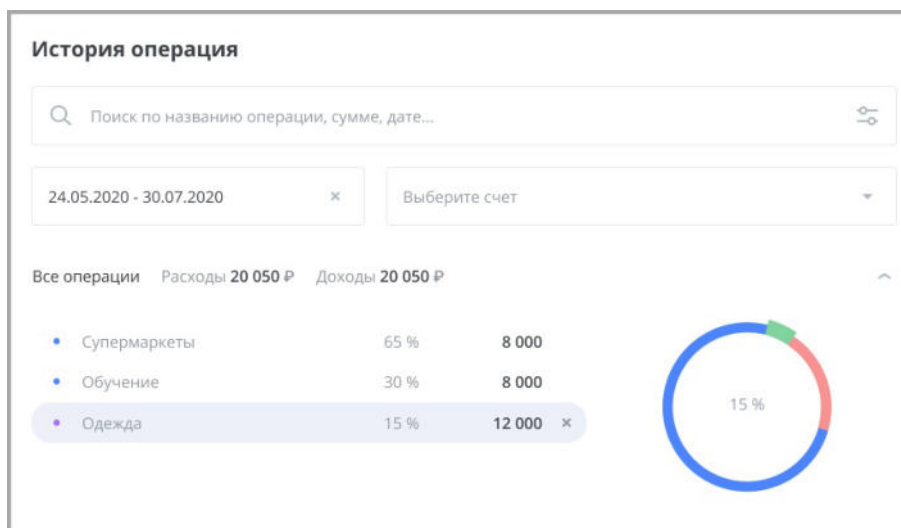 История операция
Поиск по названию операции, сумме, дате...
24.05.2020 - 30.07.2020 ×
Выберите счет
Все операции Расходы 20 050 ₽ Доходы 20 050 ₽
Супермаркеты 65 % 8 000
Обучение 30 % 8 000
Одежда 15 % 12 000 ×
15 %